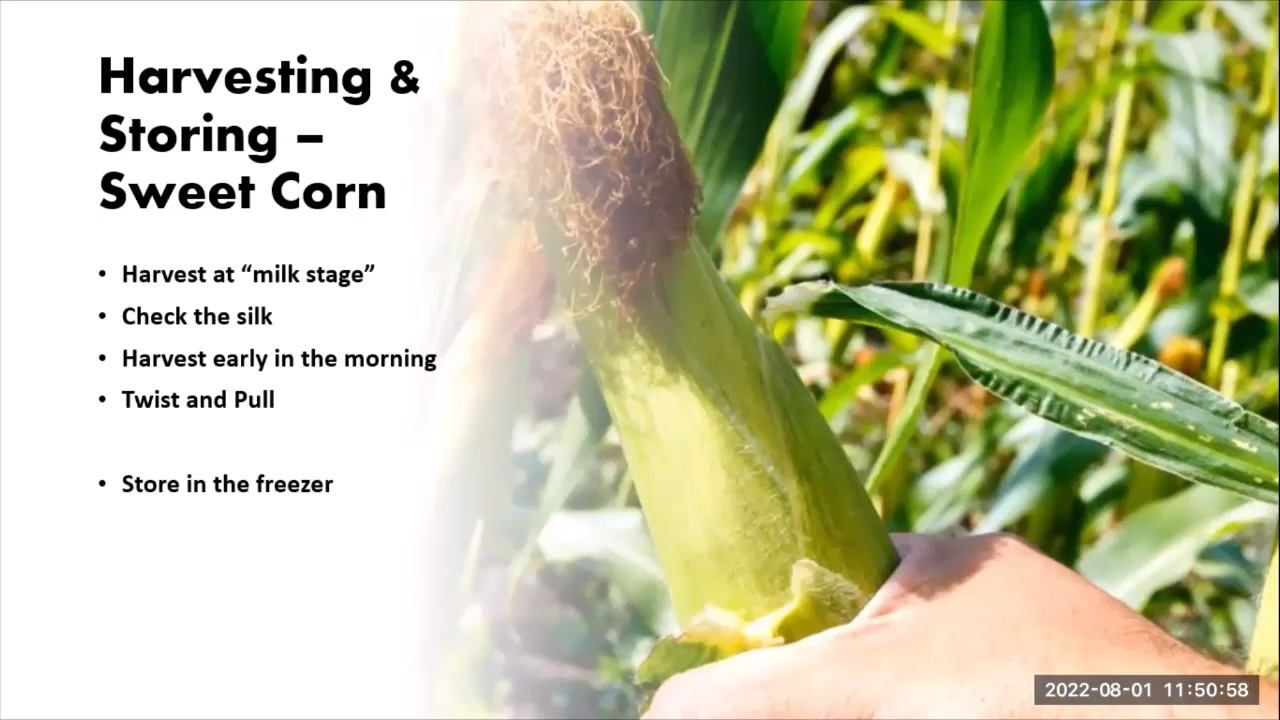 Harvesting &
Storing –
Sweet Corn
• Harvest at “milk stage”
• Check the silk
• Harvest early in the morning
• Twist and Pull
• Store in the freezer
2022-08-01 11:50:58